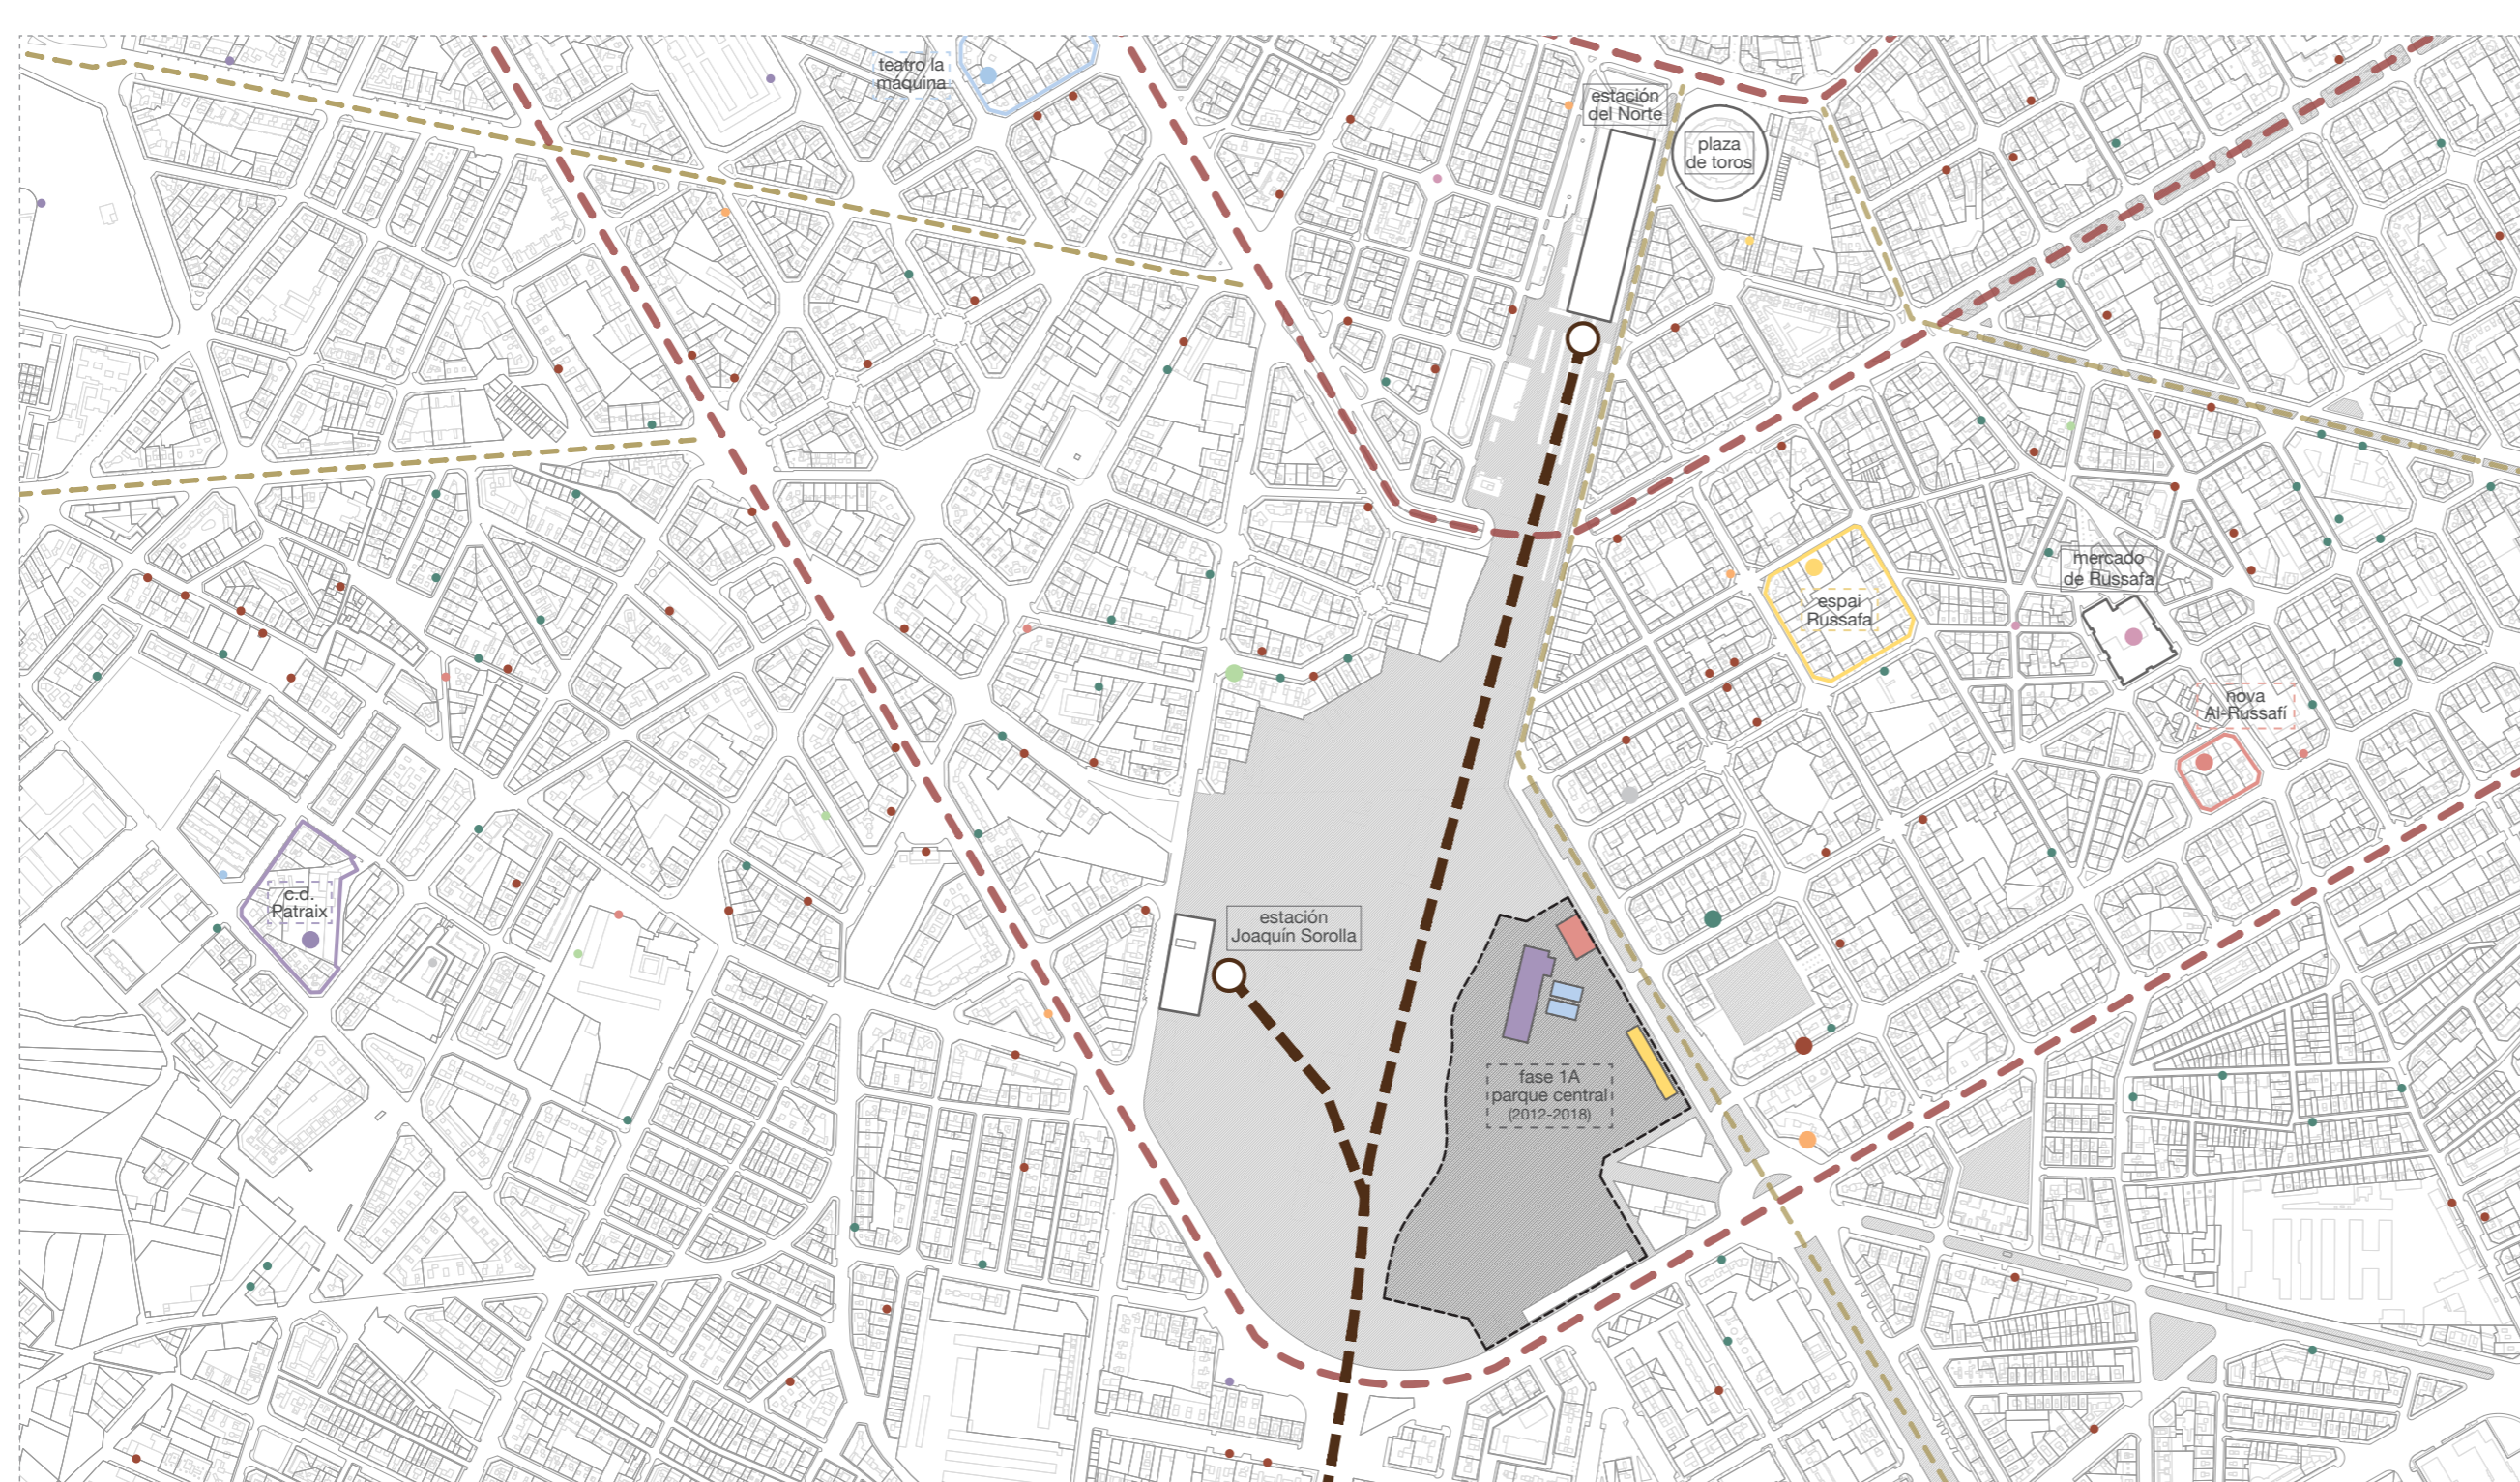 teatro la
máquina
estación
del Norte
plaza
de toros
mercado
de Russafa
espai
Russafa
nova
Al-Russafí
c.d.
Patraix
estación
Joaquín Sorolla
fase 1A
parque central
(2012-2018)